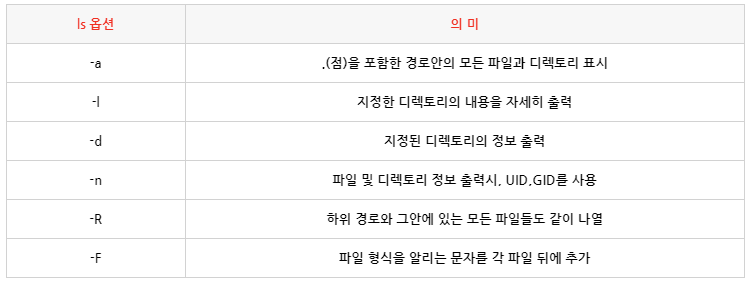 ls 옵션 의 미
-a .(점)을 포함한 경로안의 모든 파일과 디렉토리 표시
-l 지정한 디렉토리의 내용을 자세히 출력
-d 지정된 디렉토리의 정보 출력
-n 파일 및 디렉토리 정보 출력시, UID,GID를 사용
-R 하위 경로와 그안에 있는 모든 파일들도 같이 나열
-F 파일 형식을 알리는 문자를 각 파일 뒤에 추가